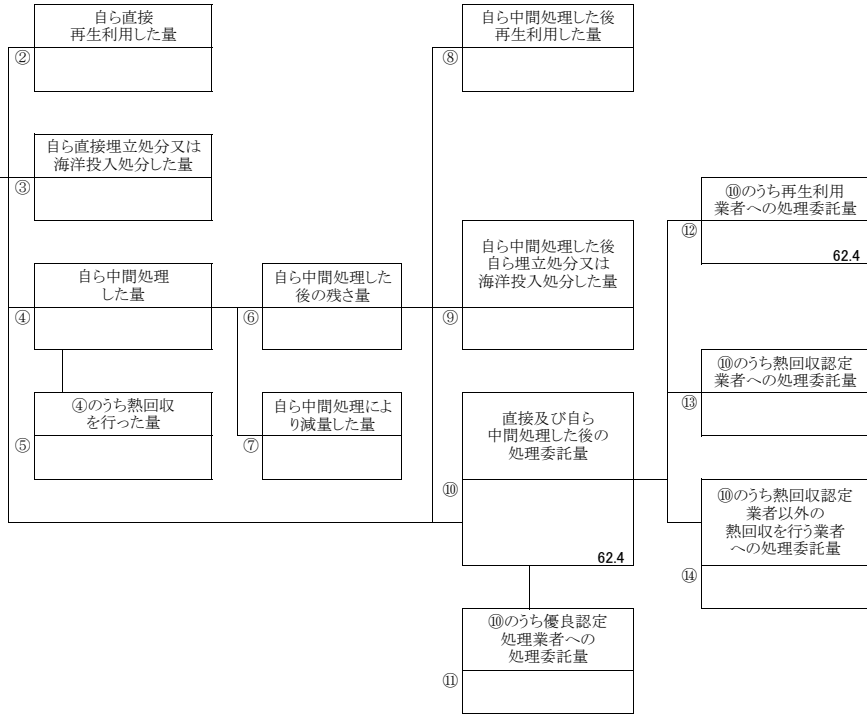 自ら直接
再生利用した量
②
自ら直接埋立処分又は
海洋投入処分した量
③
自ら中間処理
した量
④
④のうち熱回収
を行った量
⑤
自ら中間処理した
後の残さ量
⑥
自ら中間処理によ
り減量した量
⑦
自ら中間処理した後
再生利用した量
⑧
自ら中間処理した後
自ら埋立処分又は
海洋投入処分した量
⑨
直接及び自ら
中間処理した後の
処理委託量
⑩
62.4
⑩のうち優良認定
処理業者への
処理委託量
⑪
⑩のうち再生利用
業者への処理委託量
⑫
62.4
⑩のうち熱回収認定
業者への処理委託量
⑬
⑩のうち熱回収認定
業者以外の
熱回収を行う業者
への処理委託量
⑭